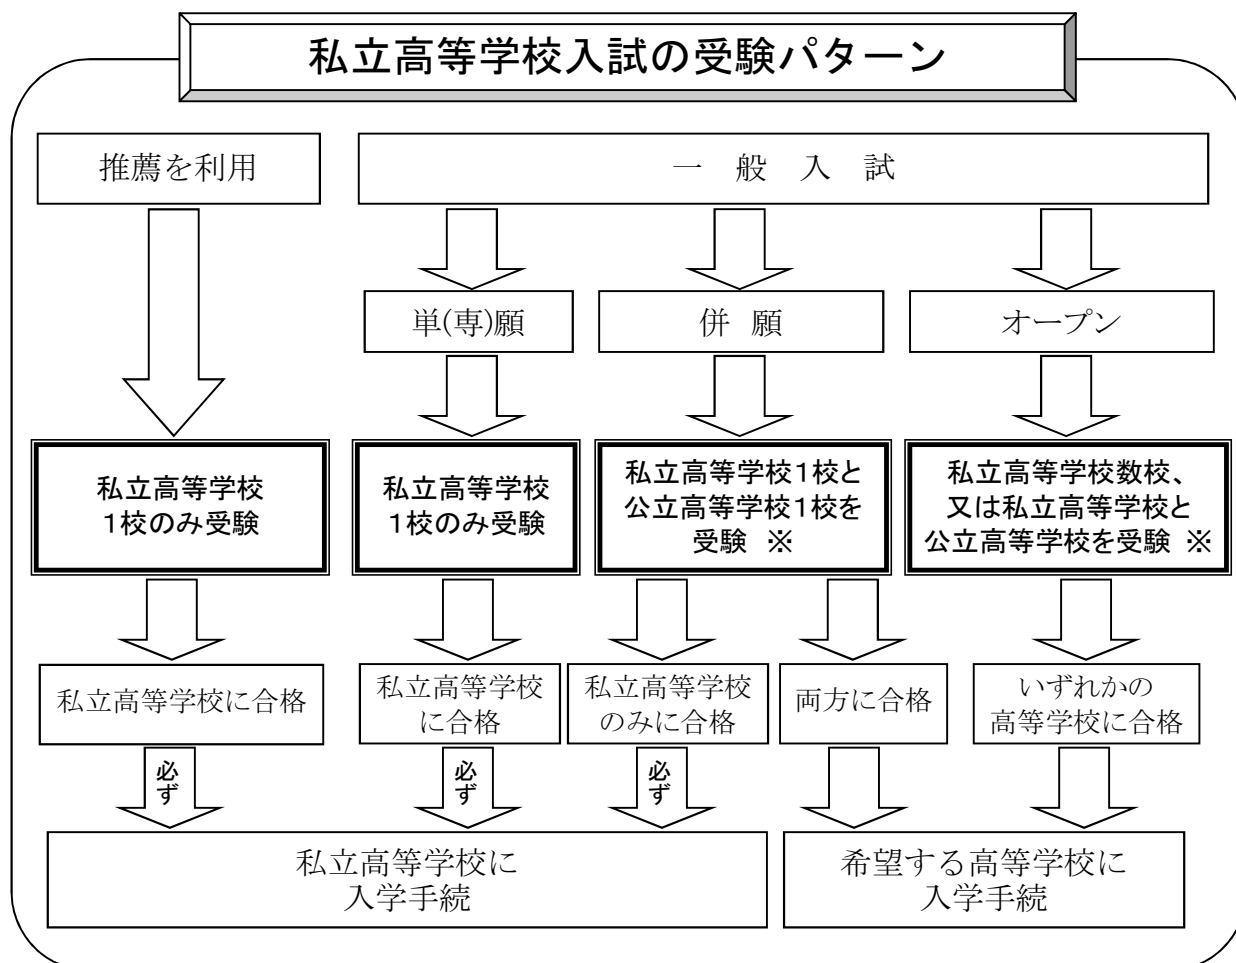 私立高等学校入試の受験パターン
推薦を利用
一 般 入 試
単(専)願
併 願
オープン
私立高等学校
1校のみ受験
私立高等学校
1校のみ受験
私立高等学校1校と
公立高等学校1校を
受験 ※
私立高等学校数校、
又は私立高等学校と
公立高等学校を受験 ※
私立高等学校に合格
私立高等学校
に合格
私立高等学校
のみに合格
両方に合格
いずれかの
高等学校に合格
必ず
必ず
必ず
私立高等学校に
入学手続
希望する高等学校に
入学手続